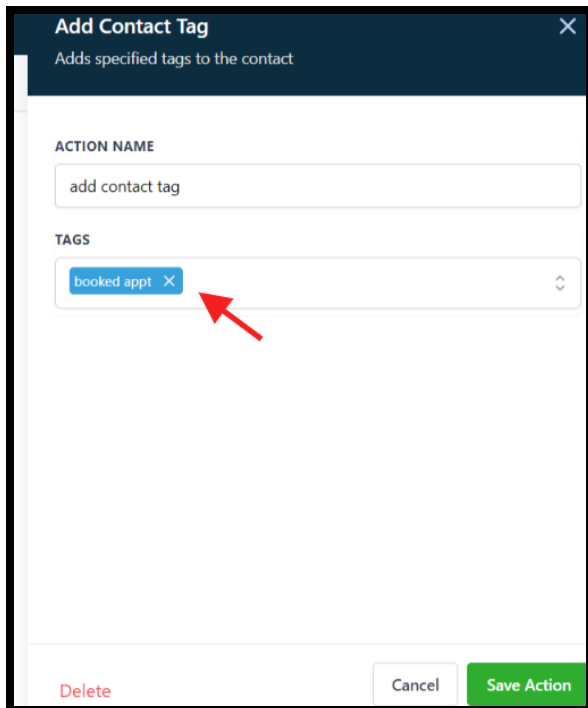 Add Contact Tag
Adds specified tags to the contact
ACTION NAME
add contact tag
TAGS
booked appt
Delete
Cancel
Save Action